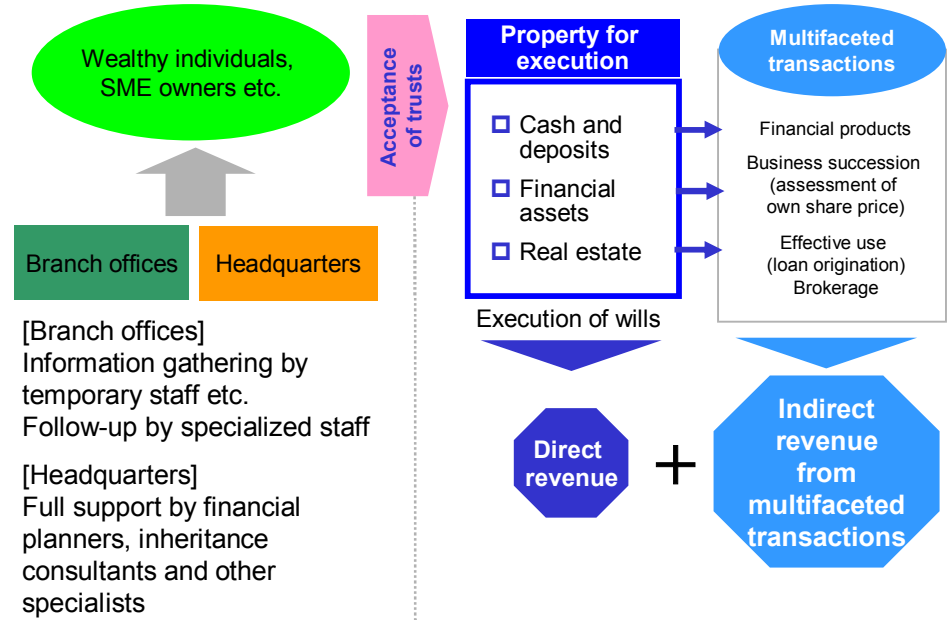 Wealthy individuals,
SME owners etc.
Branch offices
Headquarters
[Branch offices]
Information gathering by
temporary staff etc.
Follow-up by specialized staff
[Headquarters]
Full support by financial
planners, inheritance
consultants and other
specialists
Acceptance
of trusts
Property for
execution
Cash and
deposits
Financial
assets
Real estate
Execution of wills
Direct
revenue
+
Multifaceted
transactions
Financial products
Business succession
(assessment of
own share price)
Effective use
(loan origination)
Brokerage
Indirect
revenue
from
multifaceted
transactions